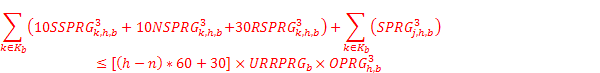 ∑_{k∈K_b} (10SSPRG^3_{k,h,b} + 10NSPRG^3_{k,h,b}+30RSPRG^3_{k,h,b}) + ∑_{k∈K_b} (SPRG^3_{j,h,b})
≤ [(h − n) ∗ 60 + 30] × URRPRG_b × OPRG^3_{h,b}